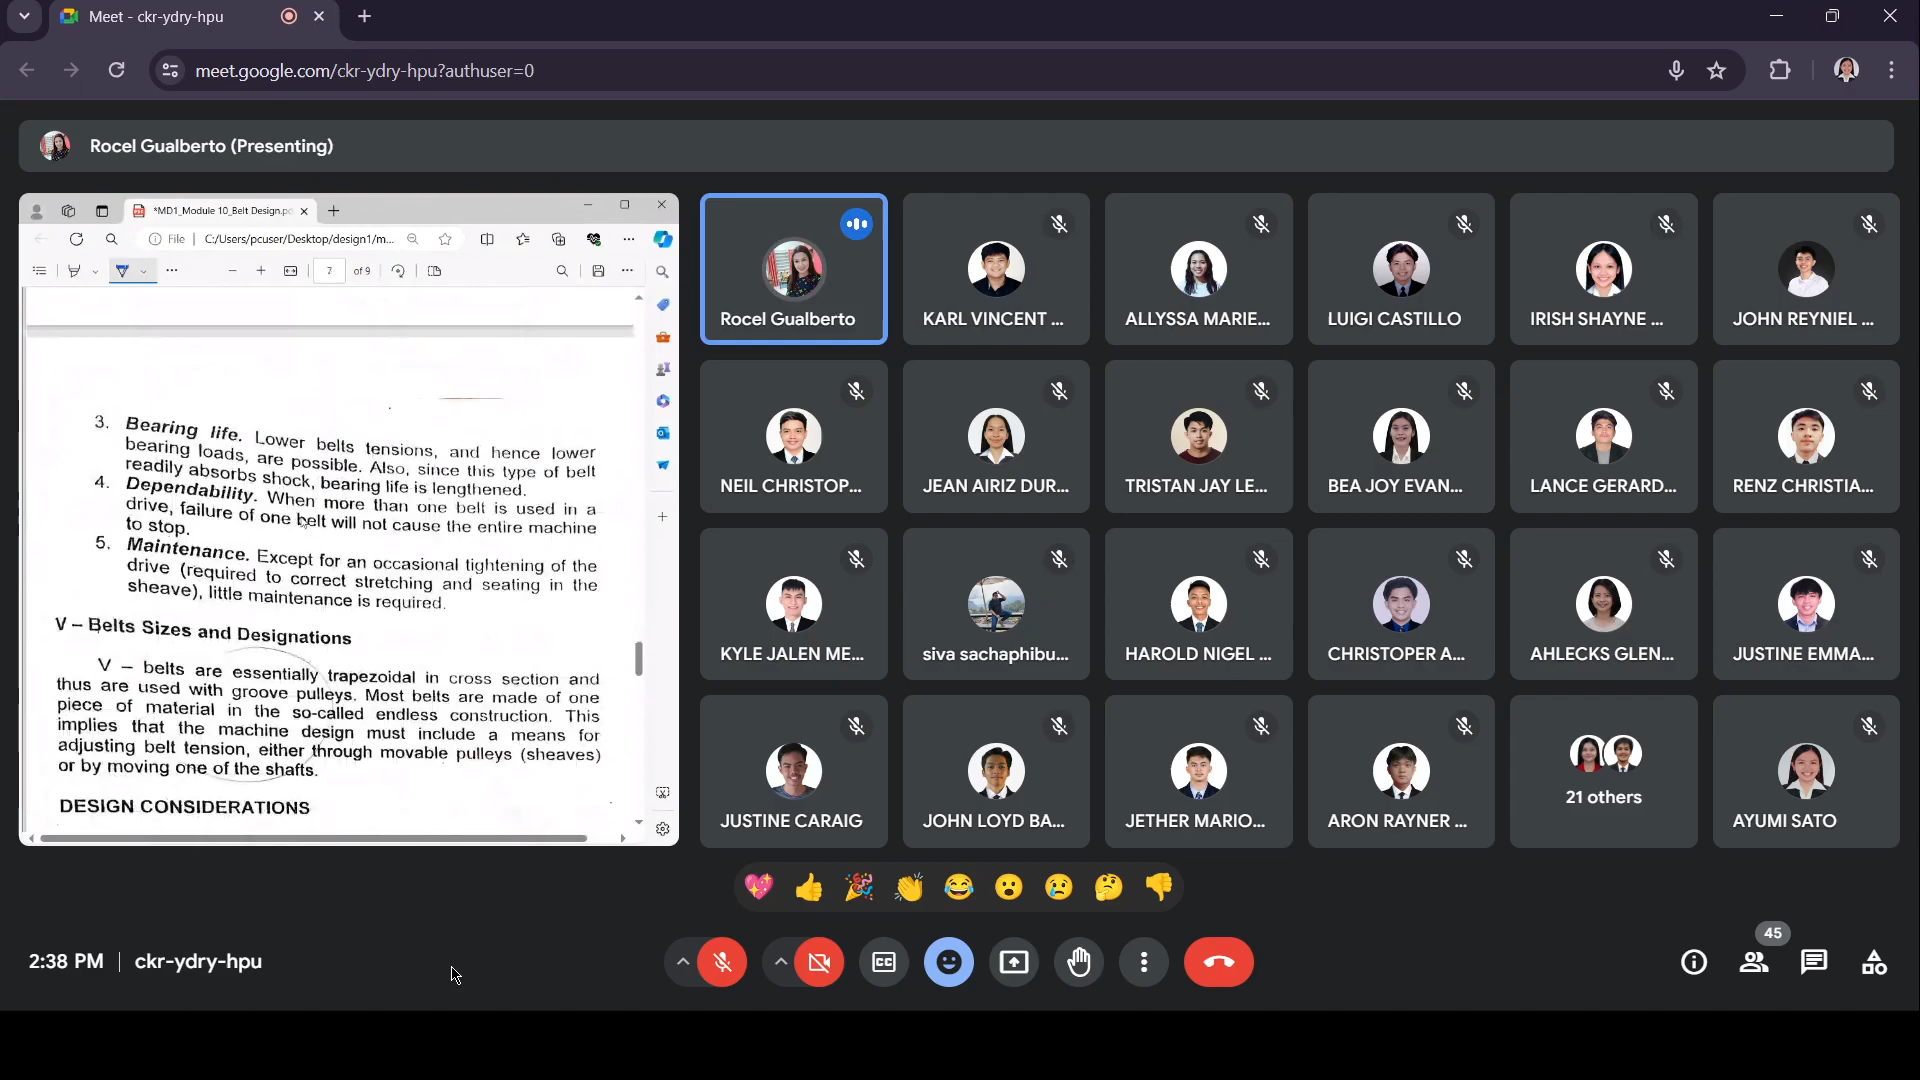 Meet - ckr-ydry-hpu
meet.google.com/ckr-ydry-hpu?authuser=0
Rocel Gualberto (Presenting)
*MD1_Module 10_Belt Design.pd
File | C:/Users/pcuser/Desktop/design1/m...
7 of 9
3. Bearing life. Lower belts tensions, and hence lower
bearing loads, are possible. Also, since this type of belt
readily absorbs shock, bearing life is lengthened.
4. Dependability. When more than one belt is used in a
drive, failure of one belt will not cause the entire machine
to stop.
5. Maintenance. Except for an occasional tightening of the
drive (required to correct stretching and seating in the
sheave), little maintenance is required.
V – Belts Sizes and Designations
V – belts are essentially trapezoidal in cross section and
thus are used with groove pulleys. Most belts are made of one
piece of material in the so-called endless construction. This
implies that the machine design must include a means for
adjusting belt tension, either through movable pulleys (sheaves)
or by moving one of the shafts.
DESIGN CONSIDERATIONS
Rocel Gualberto
KARL VINCENT ...
ALLYSSA MARIE...
LUIGI CASTILLO
IRISH SHAYNE ...
JOHN REYNIEL ...
NEIL CHRISTOP...
JEAN AIRIZ DUR...
TRISTAN JAY LE...
BEA JOY EVAN...
LANCE GERARD...
RENZ CHRISTIA...
KYLE JALEN ME...
siva sachaphibu...
HAROLD NIGEL ...
CHRISTOPER A...
AHLECKS GLEN...
JUSTINE EMMA...
JUSTINE CARAIG
JOHN LOYD BA...
JETHER MARIO...
ARON RAYNER ...
21 others
AYUMI SATO
2:38 PM | ckr-ydry-hpu
CC
45